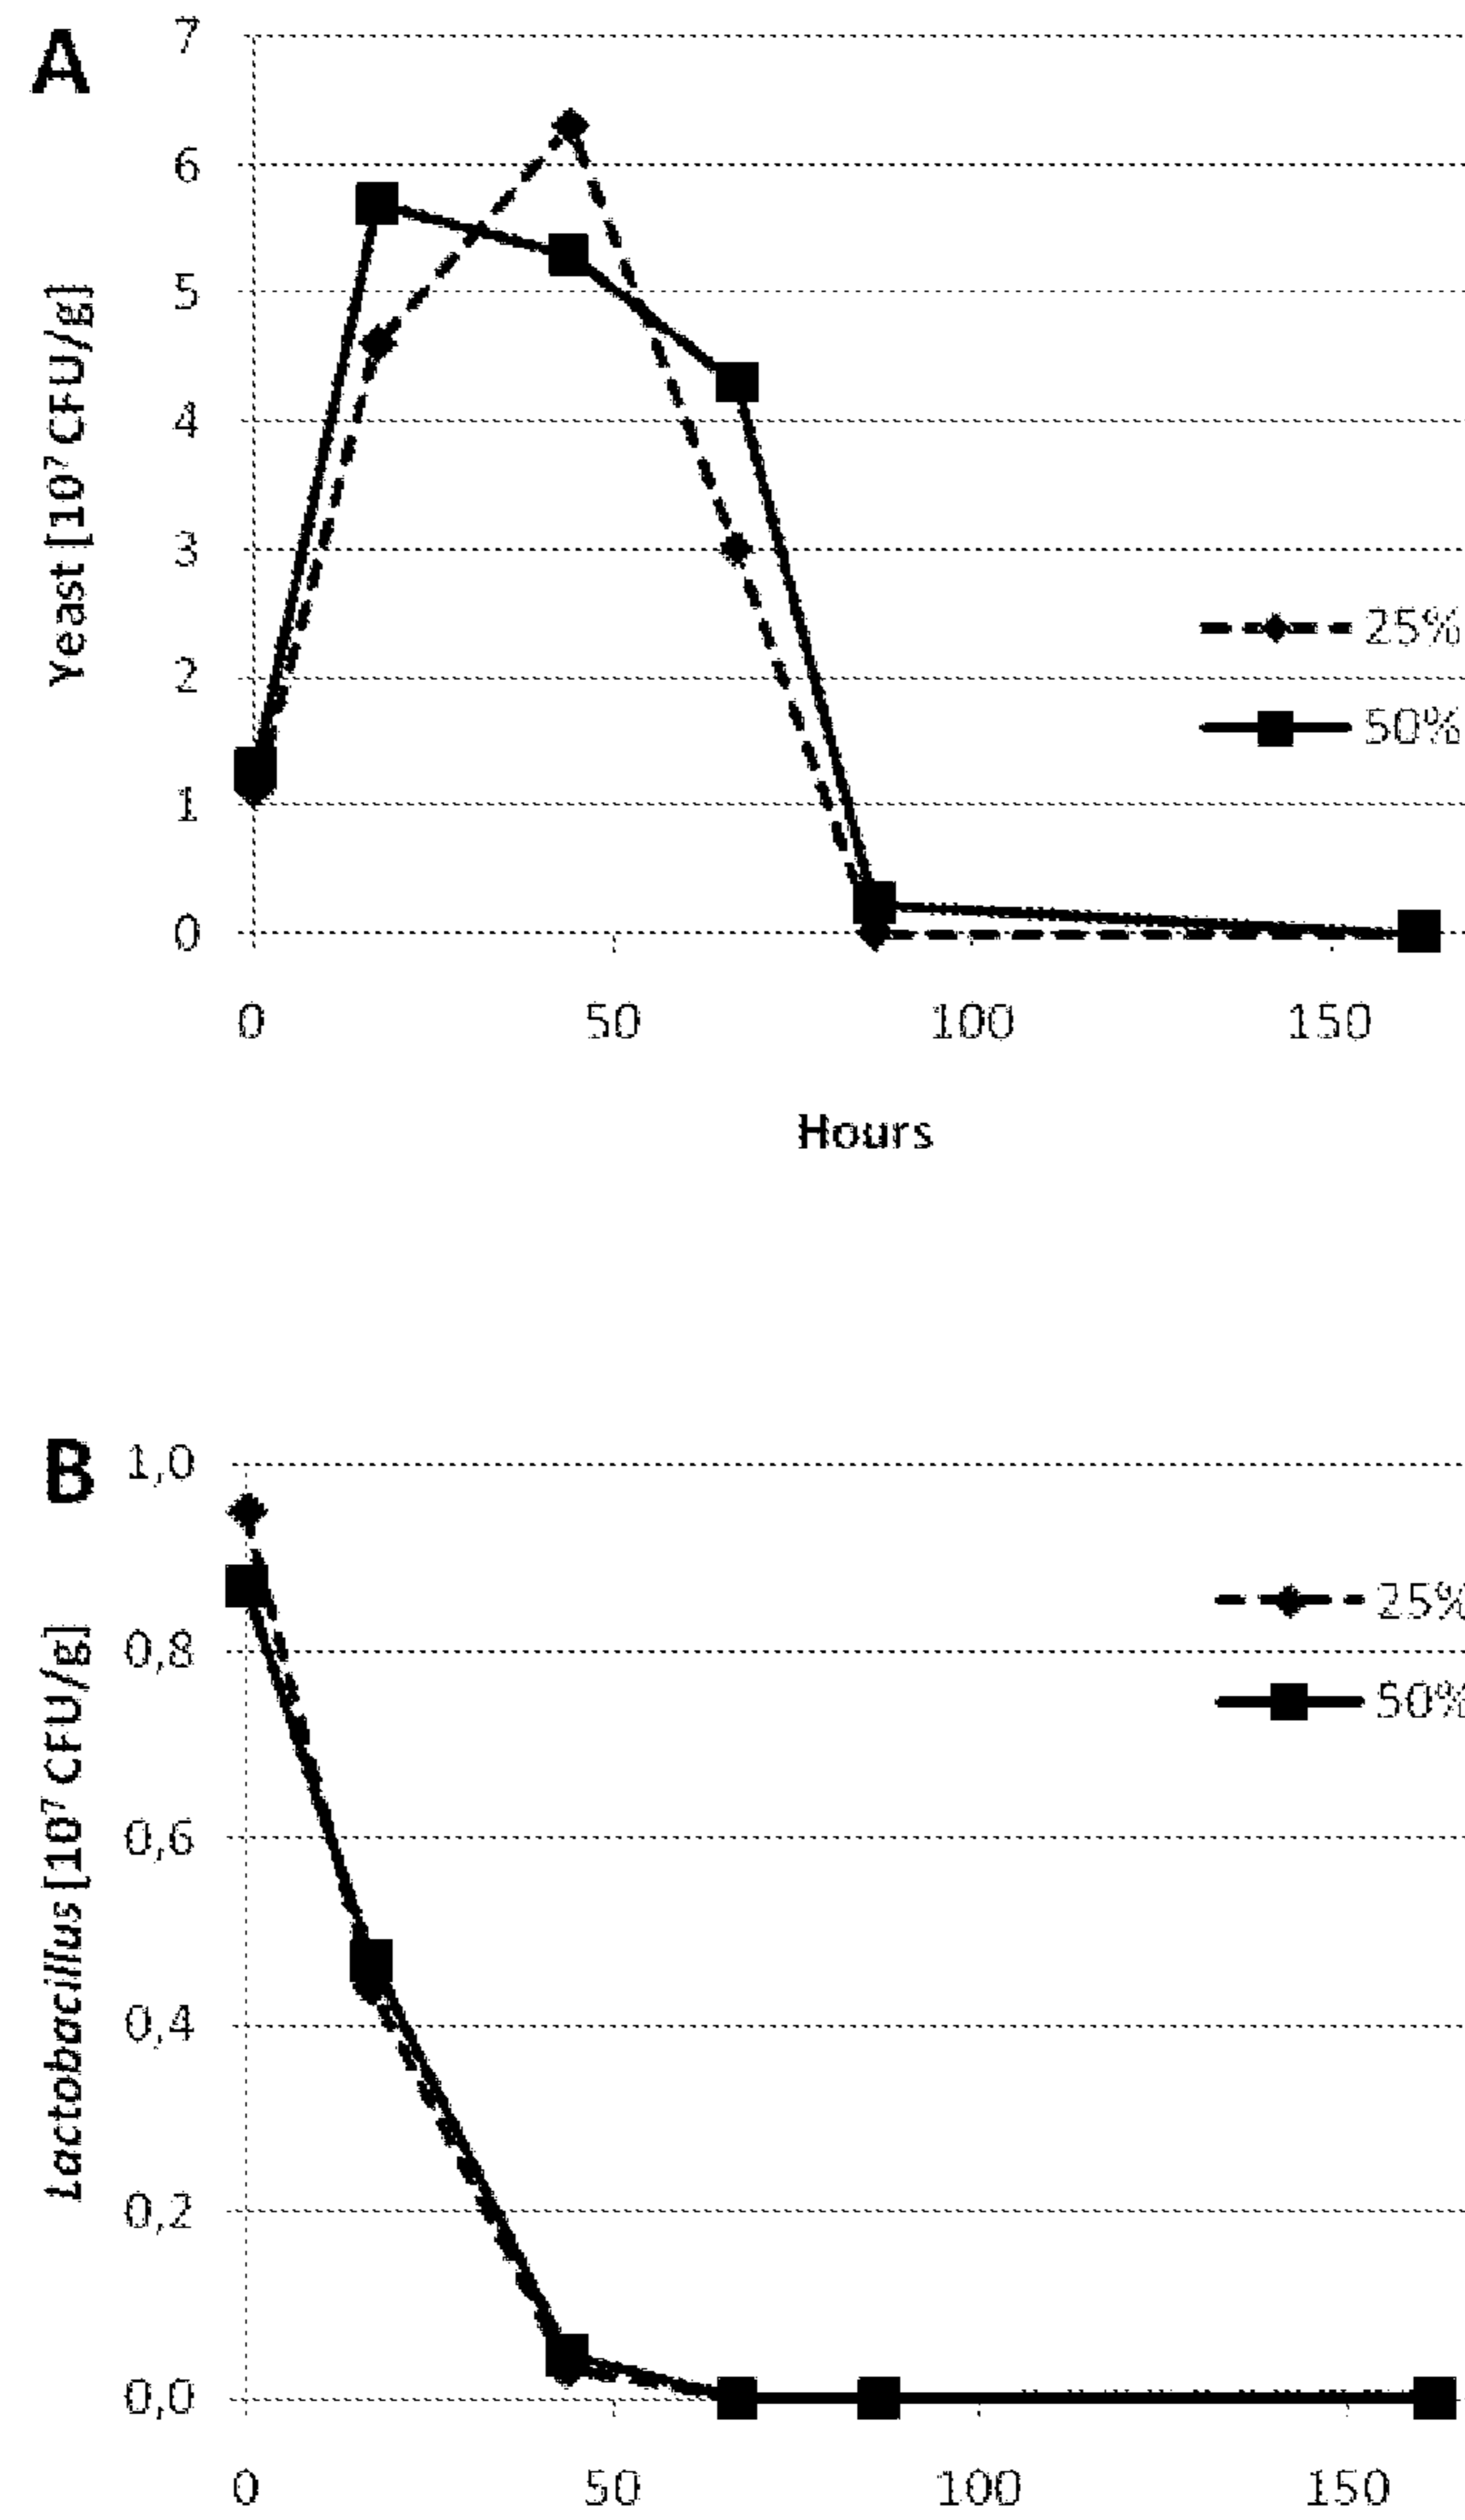 A
7
6
5
4
3
2
1
0
Yeast [10⁷ CFU/g]
25%
50%
0 50 100 150
Hours
B
1,0
0,8
0,6
0,4
0,2
0,0
Lactobacillus [10⁷ CFU/g]
25%
50%
0 50 100 150